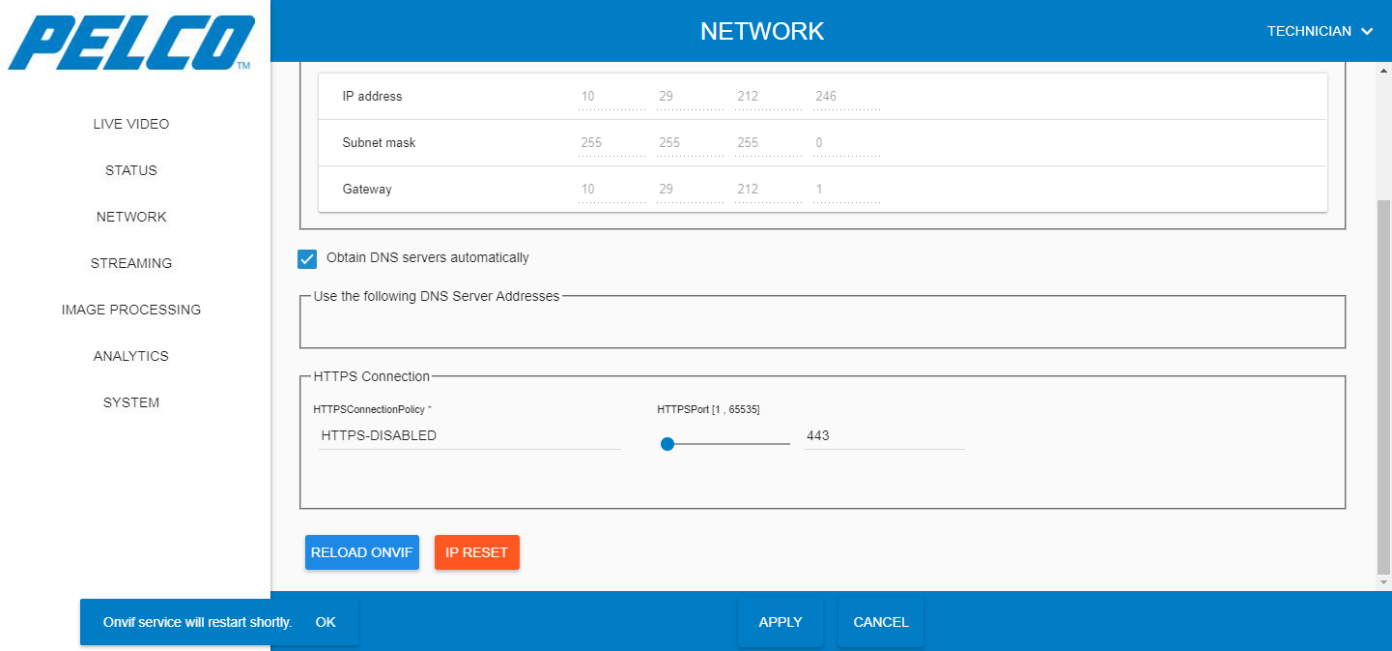 PELCO TM
NETWORK
TECHNICIAN
LIVE VIDEO
STATUS
NETWORK
STREAMING
IMAGE PROCESSING
ANALYTICS
SYSTEM
IP address 10 29 212 246
Subnet mask 255 255 255 0
Gateway 10 29 212 1
Obtain DNS servers automatically
Use the following DNS Server Addresses
HTTPS Connection
HTTPSConnectionPolicy * HTTPSPort [1 , 65535]
HTTPS-DISABLED 443
RELOAD ONVIF IP RESET
Onvif service will restart shortly. OK APPLY CANCEL